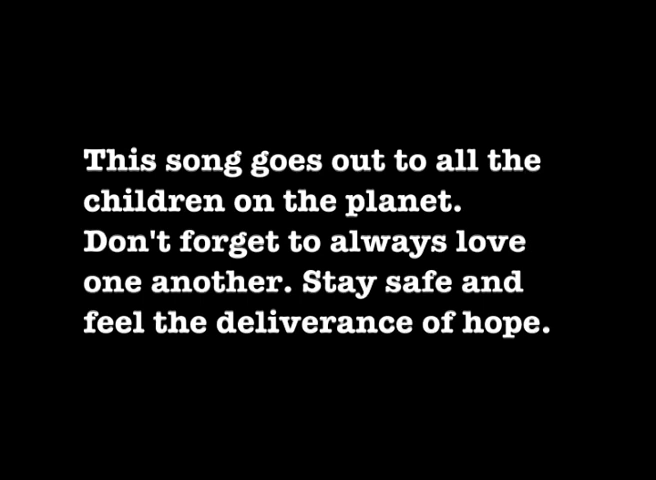 This song goes out to all the
children on the planet.
Don't forget to always love
one another. Stay safe and
feel the deliverance of hope.